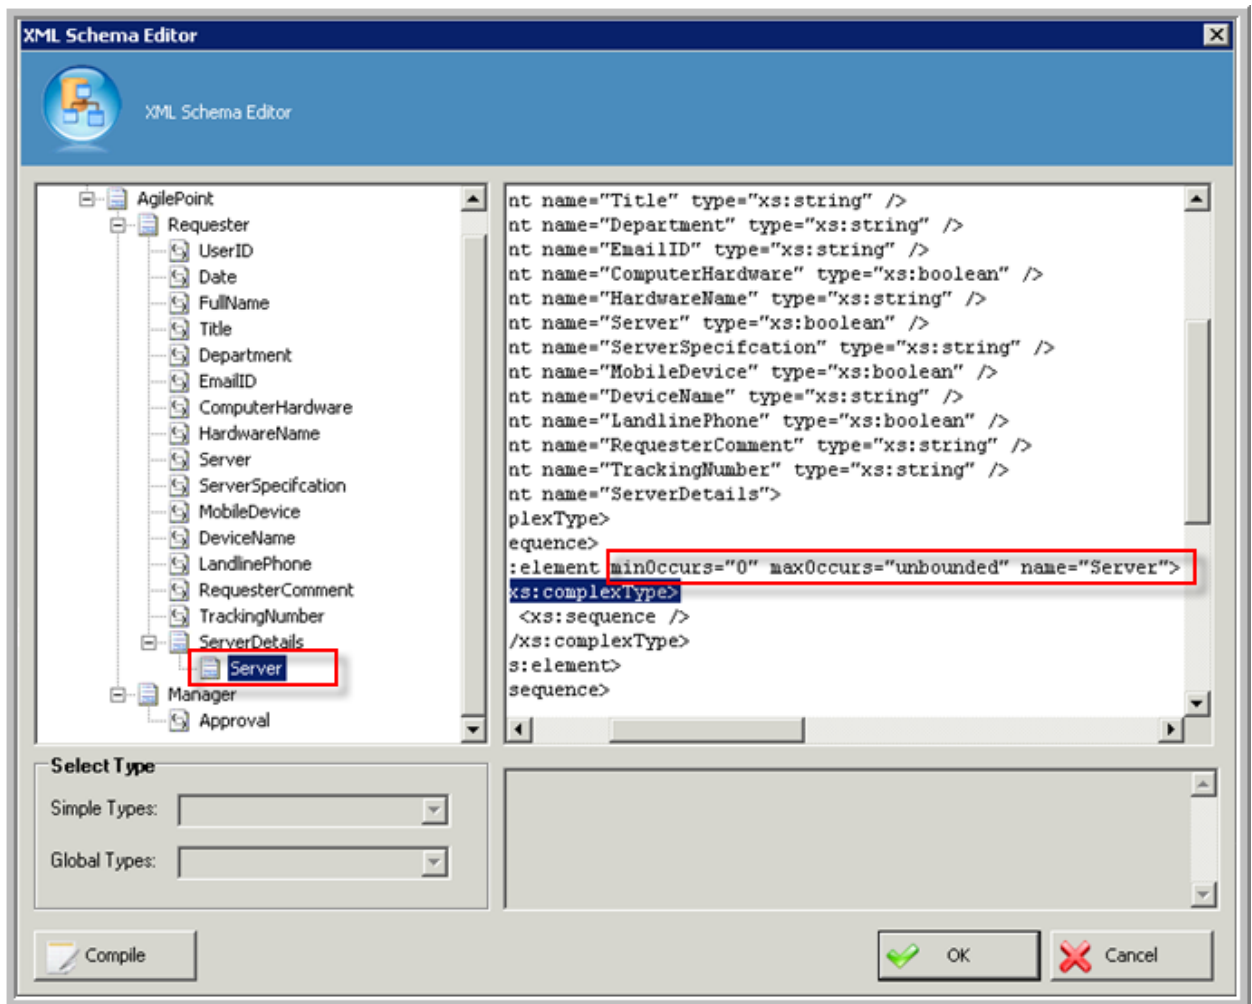 XML Schema Editor
XML Schema Editor
AgilePoint
Requester
UserID
Date
FullName
Title
Department
EmailID
ComputerHardware
HardwareName
Server
ServerSpecifcation
MobileDevice
DeviceName
LandlinePhone
RequesterComment
TrackingNumber
ServerDetails
Server
Manager
Approval
nt name="Title" type="xs:string" />
nt name="Department" type="xs:string" />
nt name="EmailID" type="xs:string" />
nt name="ComputerHardware" type="xs:boolean" />
nt name="HardwareName" type="xs:string" />
nt name="Server" type="xs:boolean" />
nt name="ServerSpecifcation" type="xs:string" />
nt name="MobileDevice" type="xs:boolean" />
nt name="DeviceName" type="xs:string" />
nt name="LandlinePhone" type="xs:boolean" />
nt name="RequesterComment" type="xs:string" />
nt name="TrackingNumber" type="xs:string" />
nt name="ServerDetails">
plexType>
equence>
:element minOccurs="0" maxOccurs="unbounded" name="Server">
xs:complexType>
<xs:sequence />
/xs:complexType>
s:element>
sequence>
Select Type
Simple Types:
Global Types:
Compile
OK
Cancel